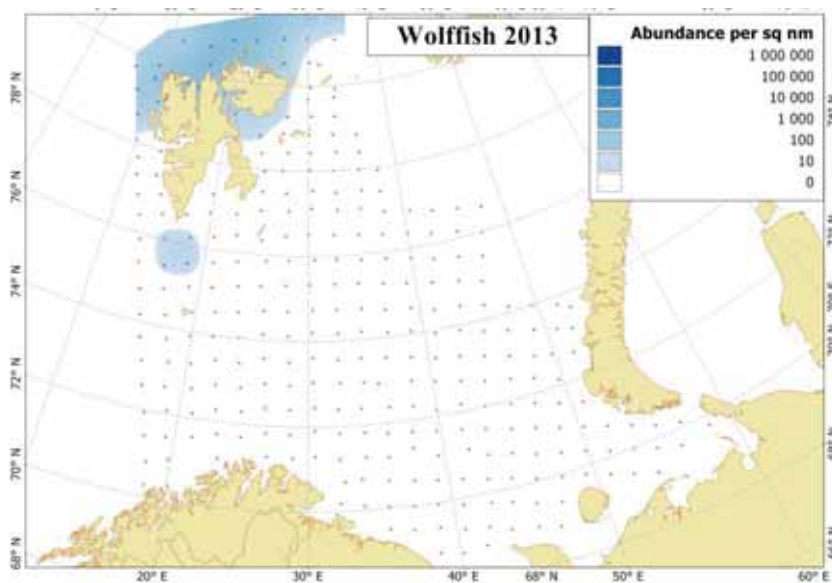 Wolffish 2013
Abundance per sq nm
1 000 000
100 000
10 000
1 000
100
10
0
78° N
76° N
74° N
72° N
70° N
68° N
20° E
30° E
40° E
68° N
50° E
60° E